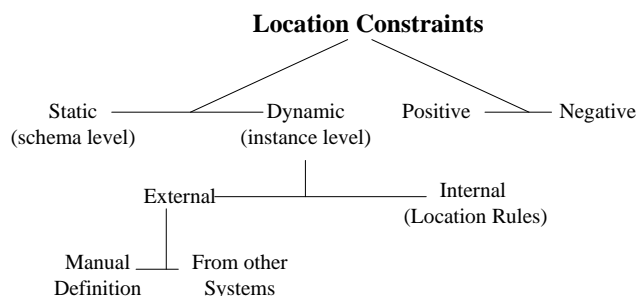 Location Constraints
Static
(schema level)
Dynamic
(instance level)
Positive
Negative
External
Internal
(Location Rules)
Manual
Definition
From other
Systems